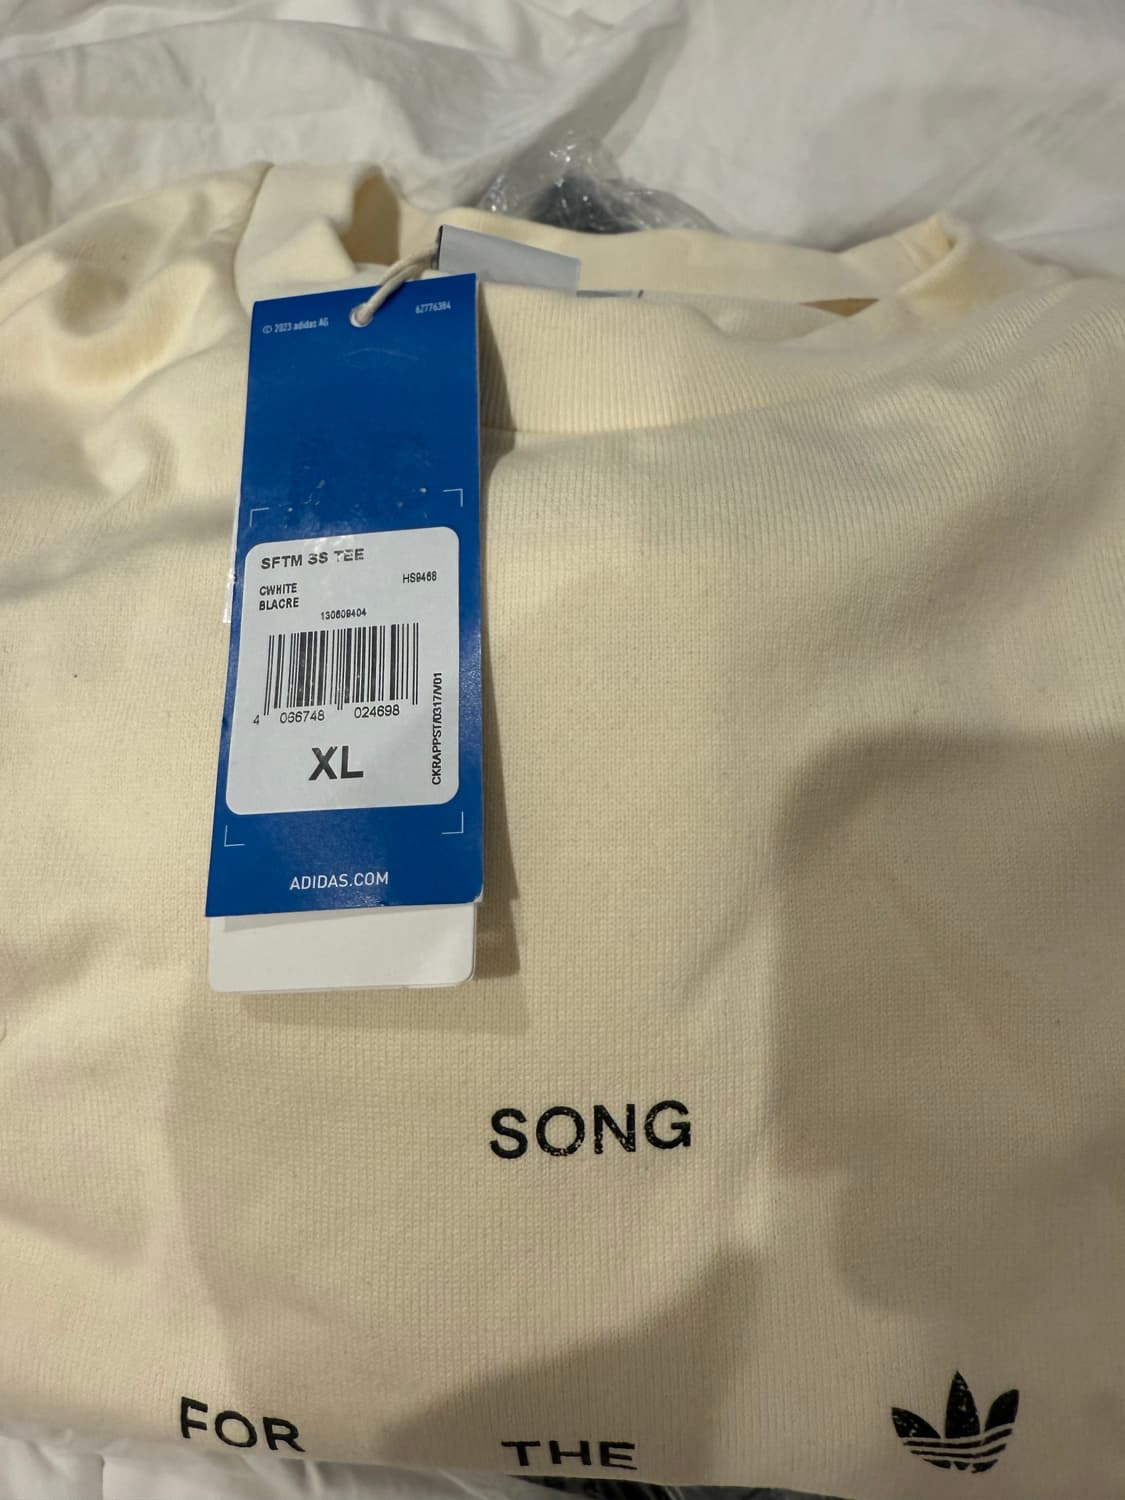 © 2023 adidas AG
62776384
SFTM SS TEE
CWHITE
HS9468
BLACRE
130609404
4 066748 024698
CKRAPPST/0317/V01
XL
ADIDAS.COM
SONG
FOR THE